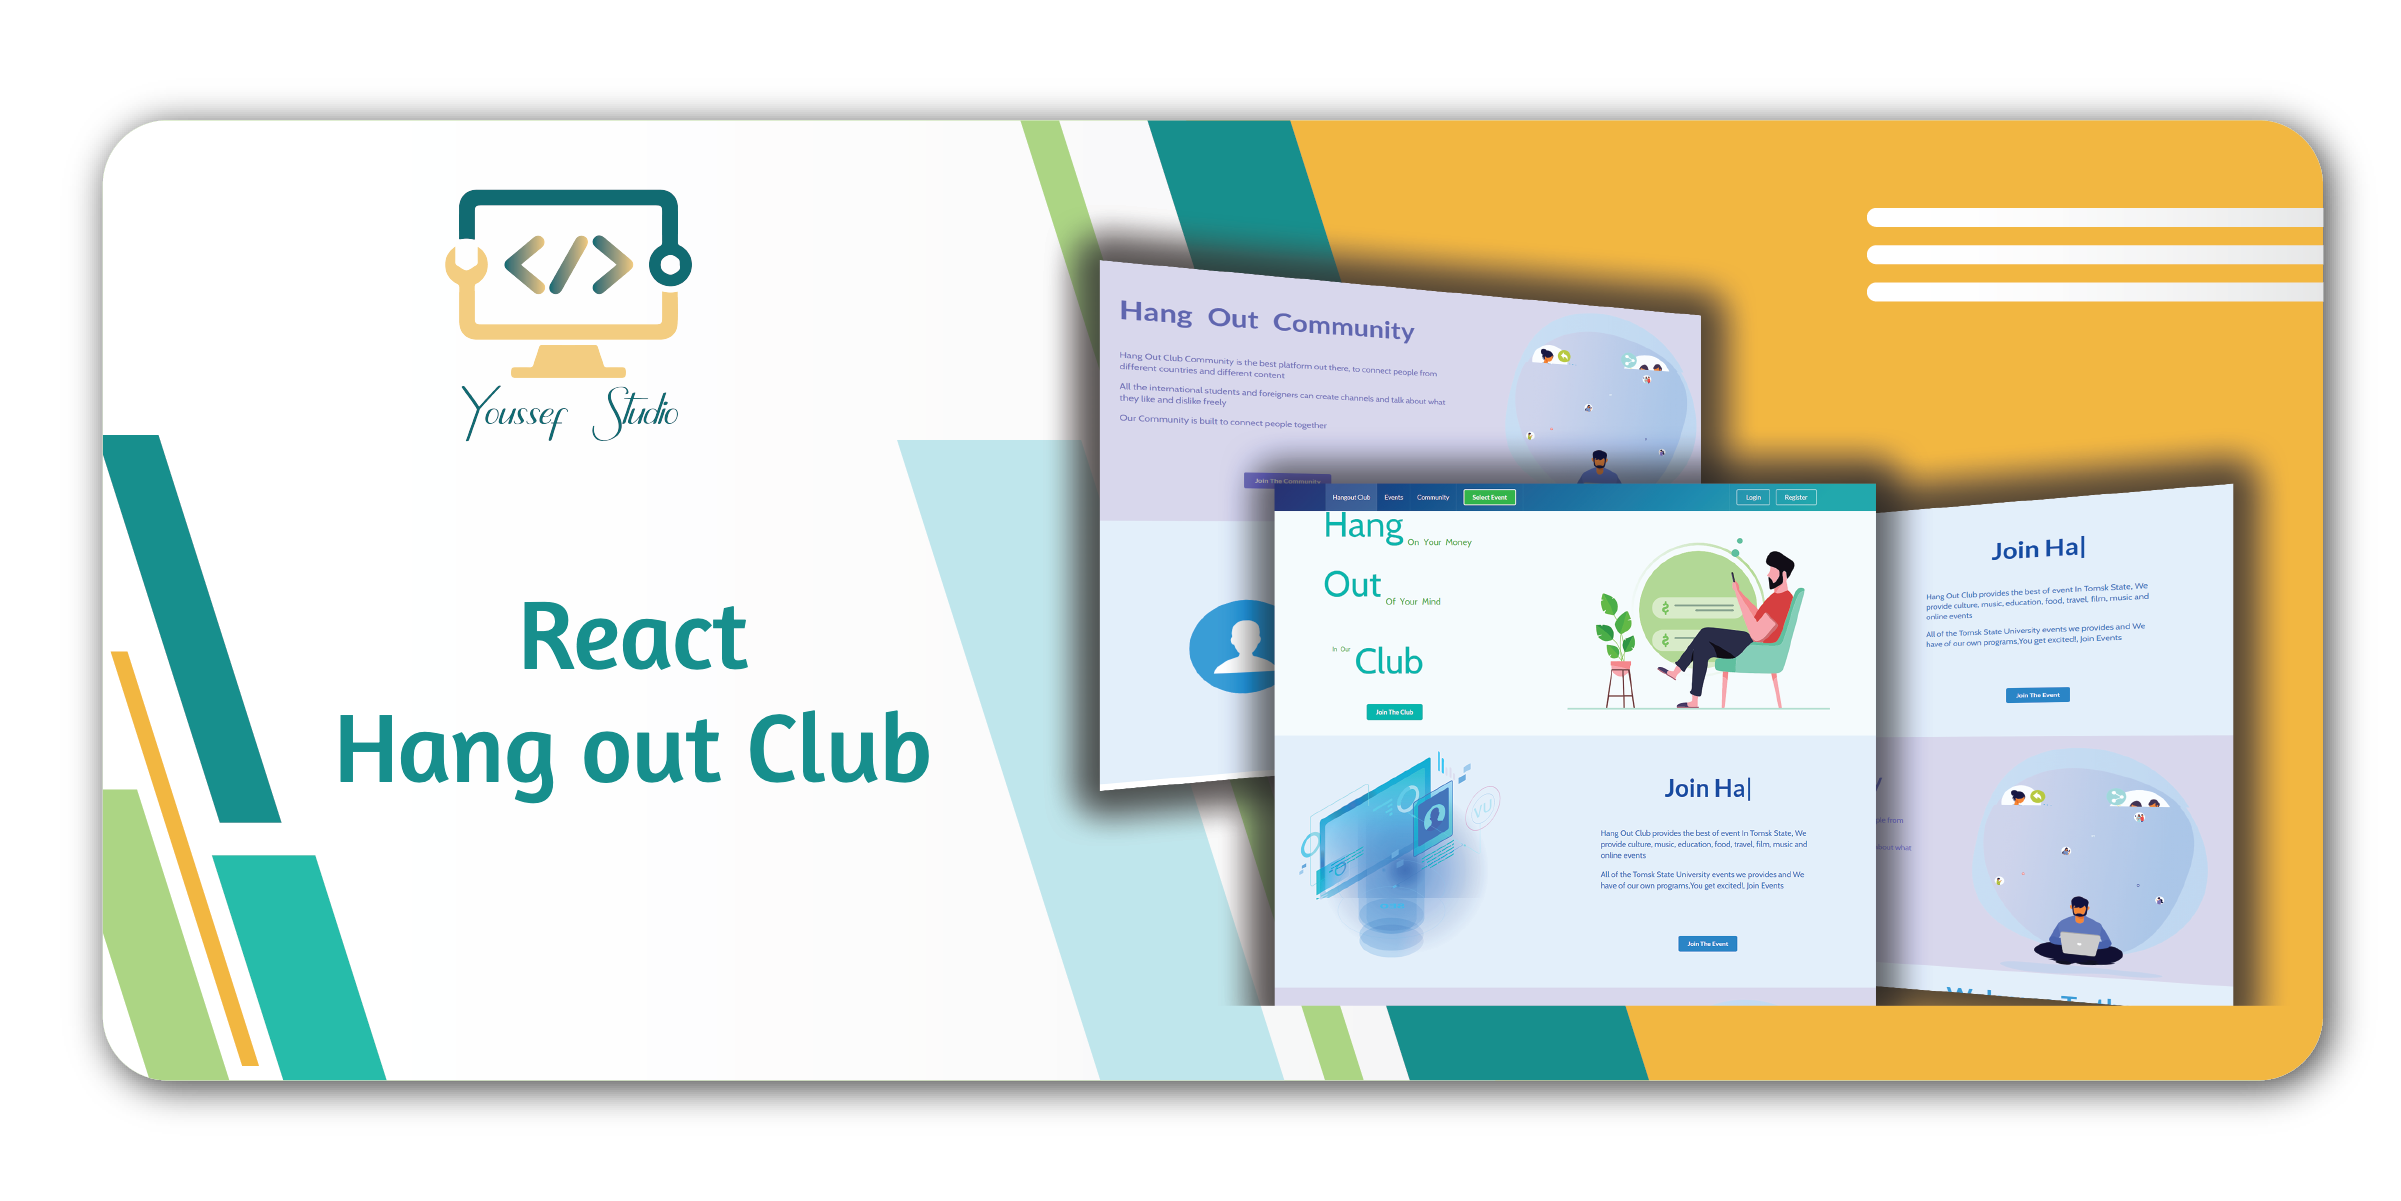 Youssef Studio
React
Hang out Club
Hang Out Community
Hang Out Club Community is the best platform out there, to connect people from
different countries and different content
All the international students and foreigners can create channels and talk about what
they like and dislike freely
Our Community is built to connect people together
Join The Community
Hangout Club Events Community Select Event Login Register
Hang On Your Money
Out Of Your Mind
In Our Club
Join The Club
Join Ha|
Hang Out Club provides the best of event In Tomsk State, We
provide culture, music, education, food, travel, film, music and
online events
All of the Tomsk State University events we provides and We
have of our own programs,You get excited!, Join Events
Join The Event
Join Ha|
Hang Out Club provides the best of event In Tomsk State, We
provide culture, music, education, food, travel, film, music and
online events
All of the Tomsk State University events we provides and We
have of our own programs,You get excited!, Join Events
Join The Event
from
about what